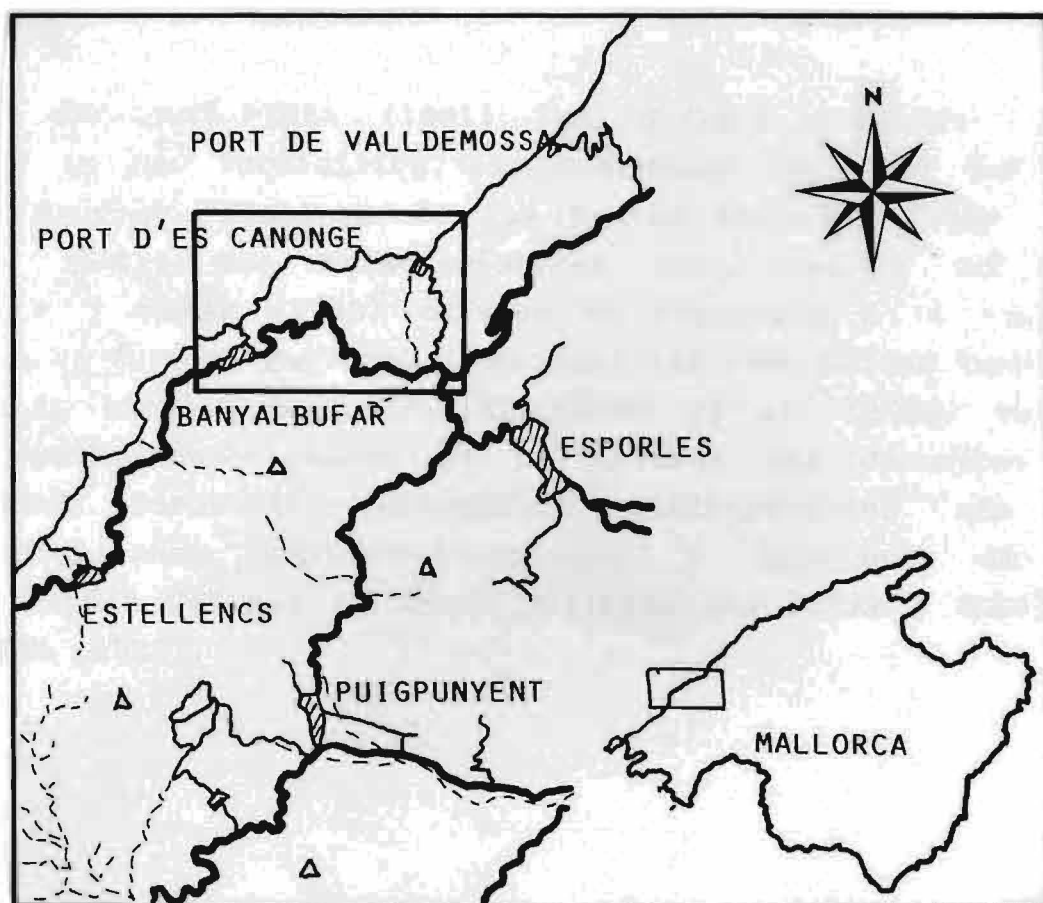 N
PORT DE VALLDEMOSSA
PORT D'ES CANONGE
BANYALBUFAR
ESPORLES
ESTELLENCS
PUIGPUNYENT
MALLORCA